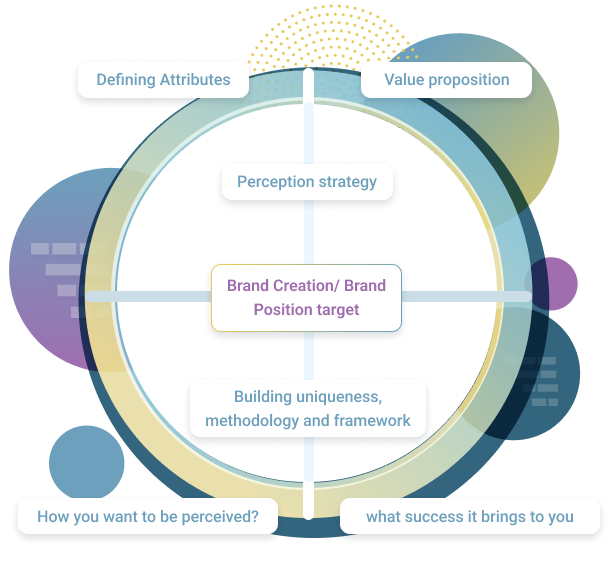 Defining Attributes
Value proposition
Perception strategy
Brand Creation/ Brand
Position target
Building uniqueness,
methodology and framework
How you want to be perceived?
what success it brings to you